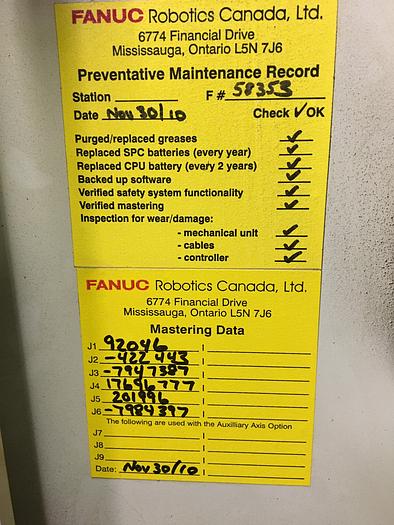 FANUC Robotics Canada, Ltd.
6774 Financial Drive
Mississauga, Ontario L5N 7J6
Preventative Maintenance Record
Station F # 58353
Date Nov 30/10 Check ✓OK
Purged/replaced greases ✓
Replaced SPC batteries (every year) ✓
Replaced CPU battery (every 2 years) ✓
Backed up software ✓
Verified safety system functionality ✓
Verified mastering ✓
Inspection for wear/damage:
- mechanical unit ✓
- cables ✓
- controller ✓
FANUC Robotics Canada, Ltd.
6774 Financial Drive
Mississauga, Ontario L5N 7J6
Mastering Data
J1 92046
J2 -422443
J3 -7947387
J4 17696777
J5 201996
J6 -7984397
The following are used with the Auxilliary Axis Option
J7
J8
J9
Date: Nov 30/10